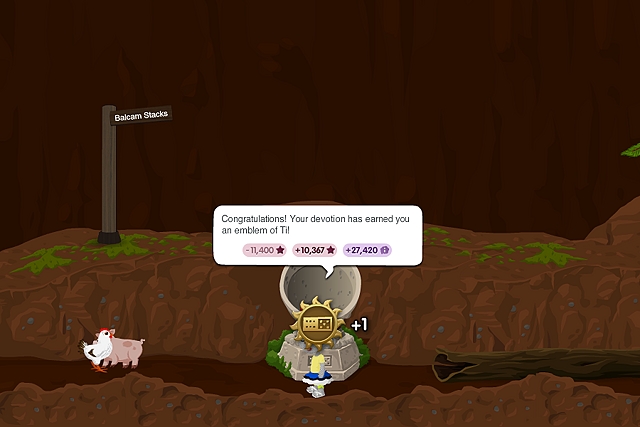 Balcam Stacks
Congratulations! Your devotion has earned you
an emblem of Ti!
-11,400 +10,367 +27,420
+1